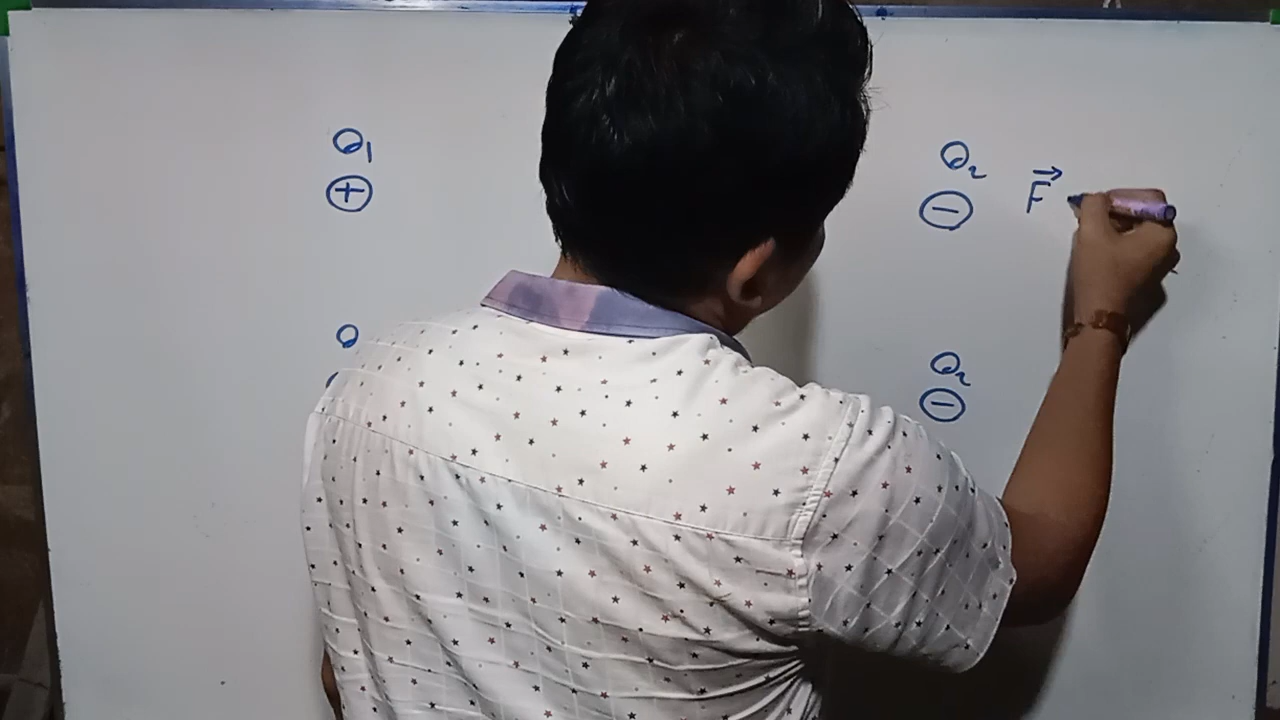 Q1 Q2
+ - F⃗
Q Q2
-